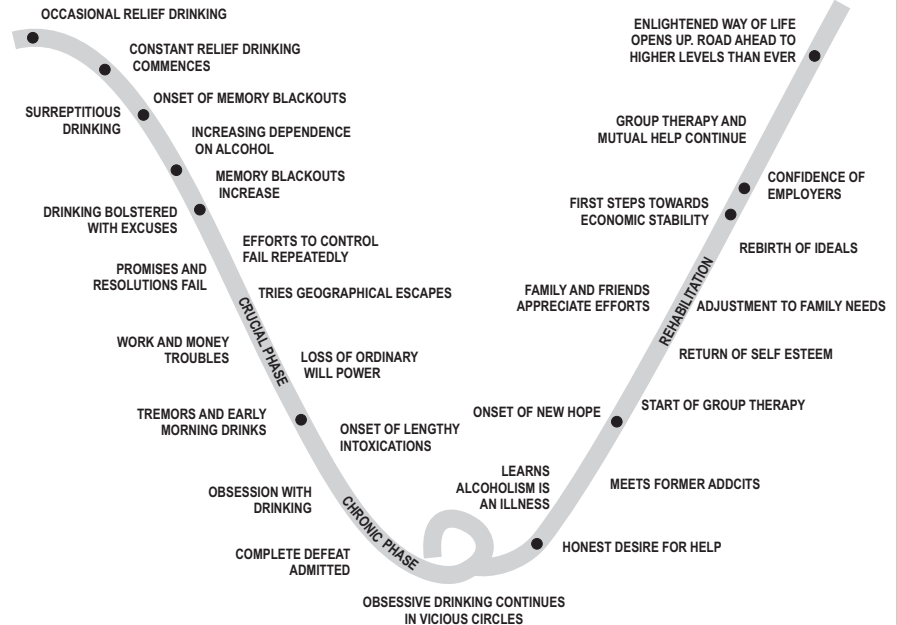 OCCASIONAL RELIEF DRINKING
CONSTANT RELIEF DRINKING
COMMENCES
ONSET OF MEMORY BLACKOUTS
SURREPTITIOUS
DRINKING
INCREASING DEPENDENCE
ON ALCOHOL
MEMORY BLACKOUTS
INCREASE
DRINKING BOLSTERED
WITH EXCUSES
EFFORTS TO CONTROL
FAIL REPEATEDLY
PROMISES AND
RESOLUTIONS FAIL
TRIES GEOGRAPHICAL ESCAPES
CRUCIAL PHASE
WORK AND MONEY
TROUBLES
LOSS OF ORDINARY
WILL POWER
TREMORS AND EARLY
MORNING DRINKS
ONSET OF LENGTHY
INTOXICATIONS
OBSESSION WITH
DRINKING
CHRONIC PHASE
COMPLETE DEFEAT
ADMITTED
OBSESSIVE DRINKING CONTINUES
IN VICIOUS CIRCLES
ENLIGHTENED WAY OF LIFE
OPENS UP. ROAD AHEAD TO
HIGHER LEVELS THAN EVER
GROUP THERAPY AND
MUTUAL HELP CONTINUE
CONFIDENCE OF
EMPLOYERS
FIRST STEPS TOWARDS
ECONOMIC STABILITY
REBIRTH OF IDEALS
REHABILITATION
FAMILY AND FRIENDS
APPRECIATE EFFORTS
ADJUSTMENT TO FAMILY NEEDS
RETURN OF SELF ESTEEM
ONSET OF NEW HOPE
START OF GROUP THERAPY
LEARNS
ALCOHOLISM IS
AN ILLNESS
MEETS FORMER ADDCITS
HONEST DESIRE FOR HELP